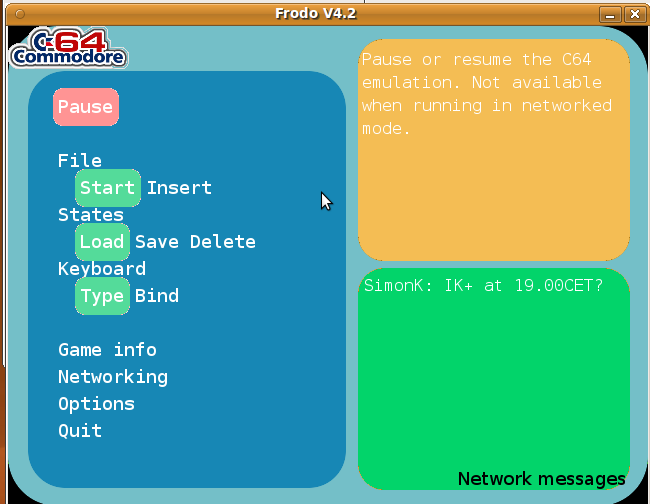 Frodo V4.2
C64
Commodore
Pause
File
Start Insert
States
Load Save Delete
Keyboard
Type Bind
Game info
Networking
Options
Quit
Pause or resume the C64
emulation. Not available
when running in networked
mode.
SimonK: IK+ at 19.00CET?
Network messages